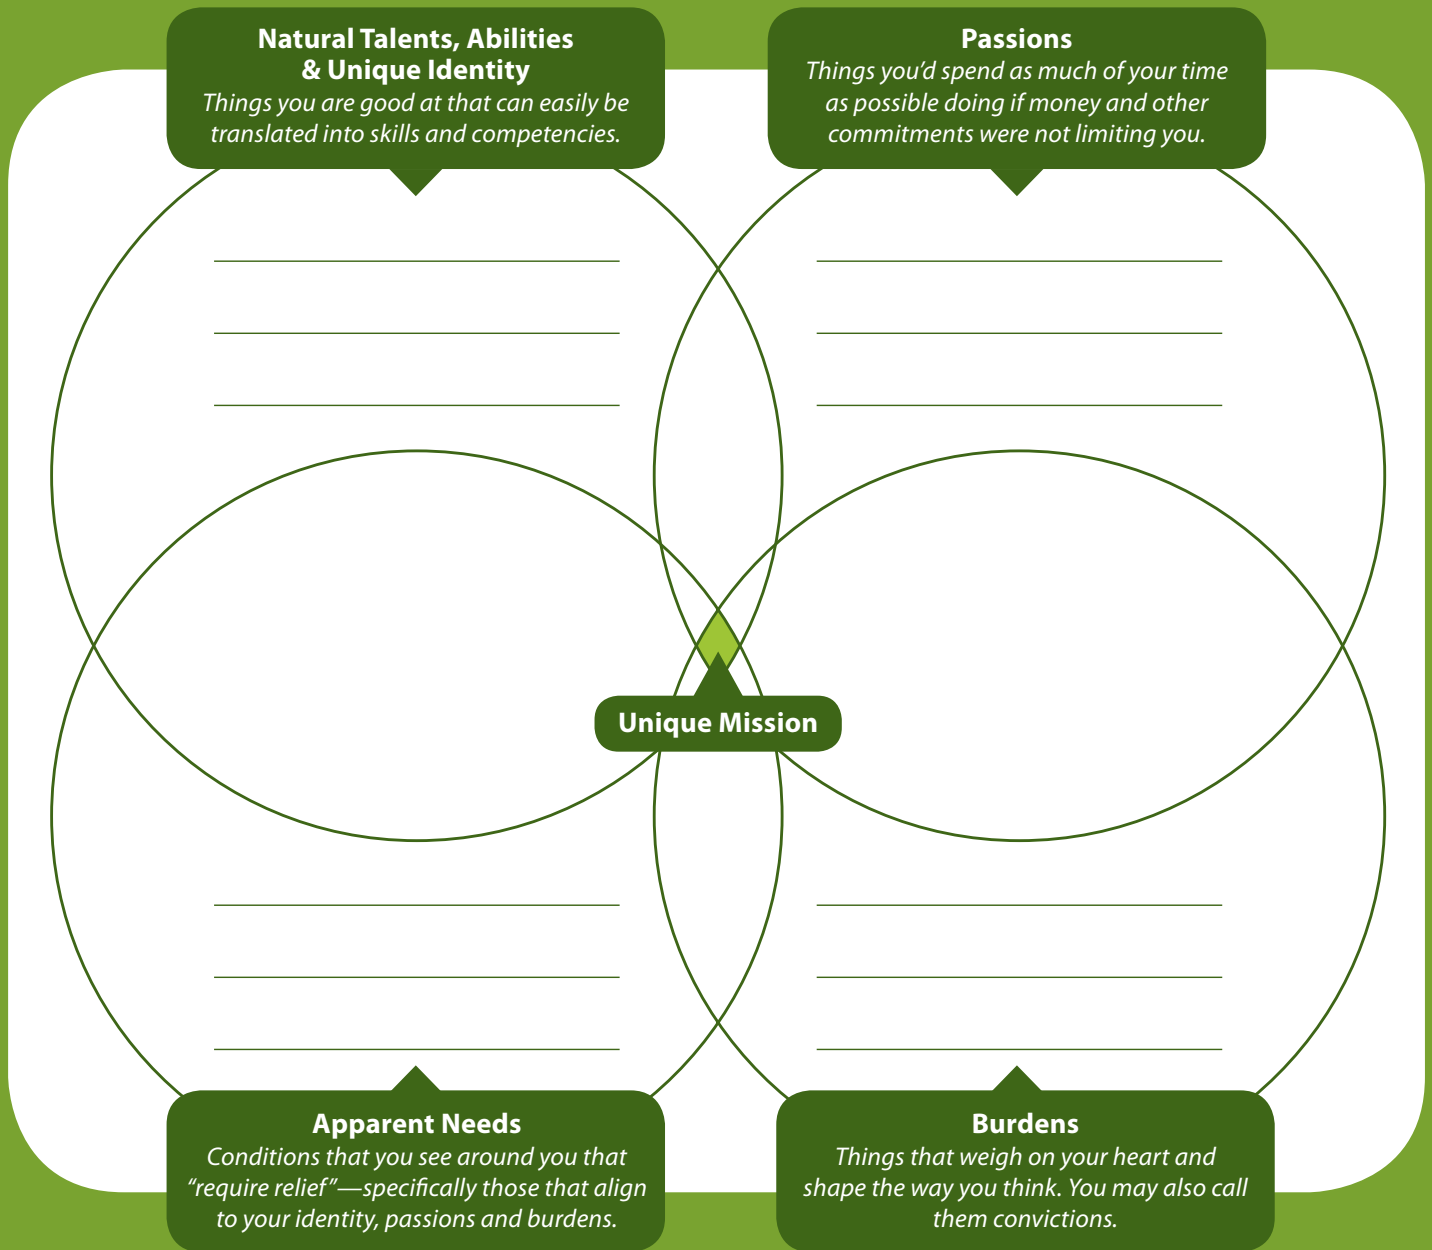 Natural Talents, Abilities
& Unique Identity
Things you are good at that can easily be
translated into skills and competencies.
Passions
Things you’d spend as much of your time
as possible doing if money and other
commitments were not limiting you.
Unique Mission
Apparent Needs
Conditions that you see around you that
“require relief”—specifically those that align
to your identity, passions and burdens.
Burdens
Things that weigh on your heart and
shape the way you think. You may also call
them convictions.